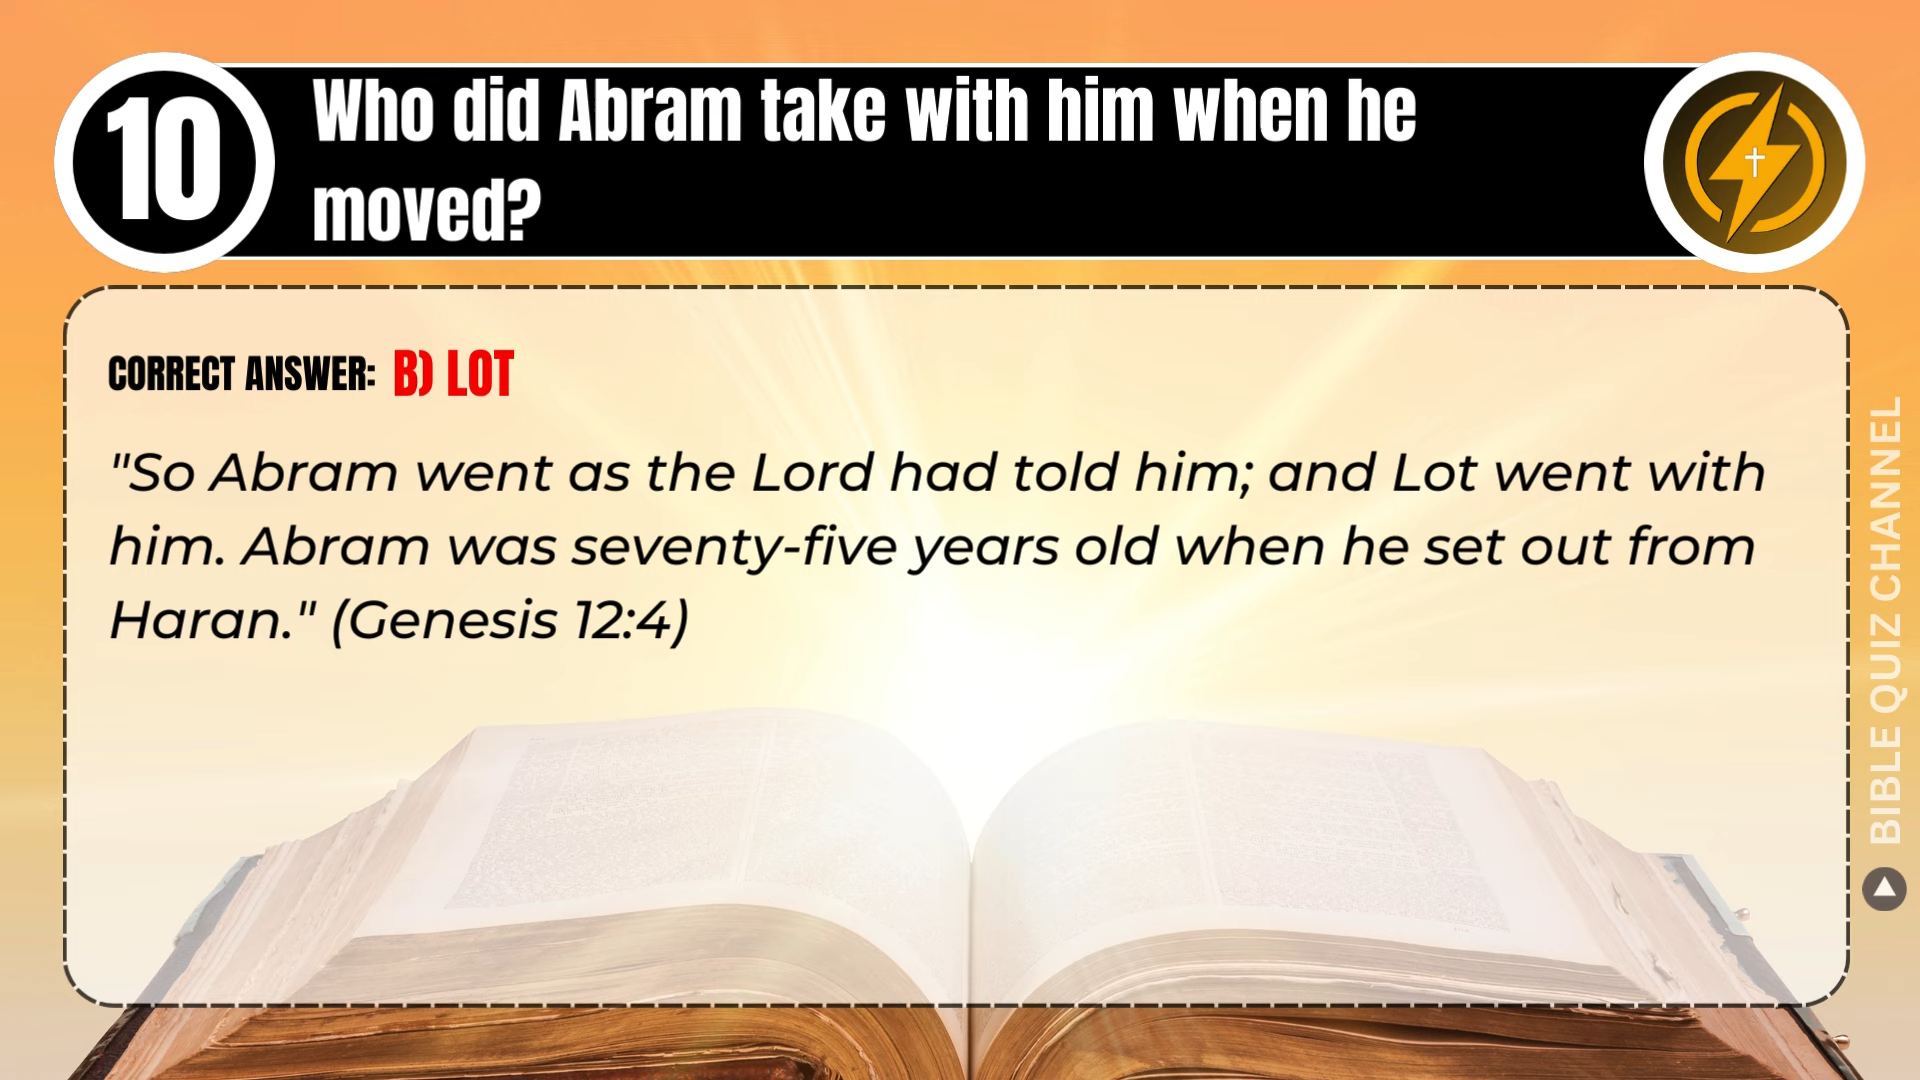 10
Who did Abram take with him when he
moved?
CORRECT ANSWER: B) LOT
"So Abram went as the Lord had told him; and Lot went with
him. Abram was seventy-five years old when he set out from
Haran." (Genesis 12:4)
BIBLE QUIZ CHANNEL